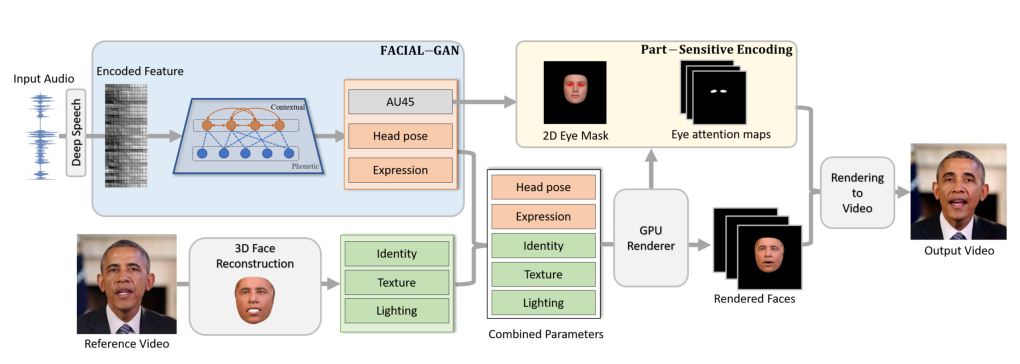 FACIAL-GAN
Part-Sensitive Encoding
Input Audio
Encoded Feature
Deep Speech
Contextual
Phonetic
AU45
Head pose
Expression
2D Eye Mask
Eye attention maps
Head pose
Expression
Identity
Texture
Lighting
Combined Parameters
GPU
Renderer
Rendering
to
Video
Output Video
3D Face
Reconstruction
Identity
Texture
Lighting
Rendered Faces
Reference Video